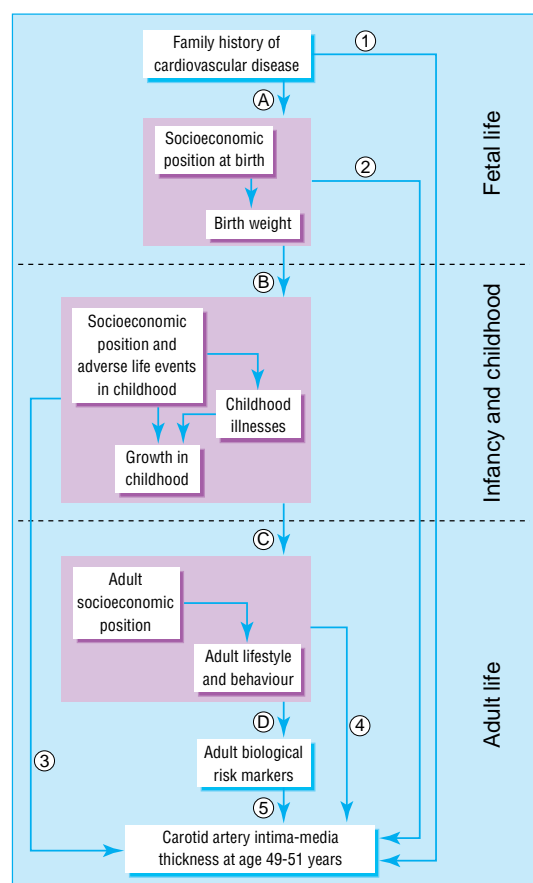 Family history of
cardiovascular disease
1
A
Socioeconomic
position at birth
2
Birth weight
Fetal life
B
Socioeconomic
position and
adverse life events
in childhood
Childhood
illnesses
Growth in
childhood
Infancy and childhood
C
Adult
socioeconomic
position
Adult lifestyle
and behaviour
D
4
3
Adult biological
risk markers
5
Adult life
Carotid artery intima-media
thickness at age 49-51 years